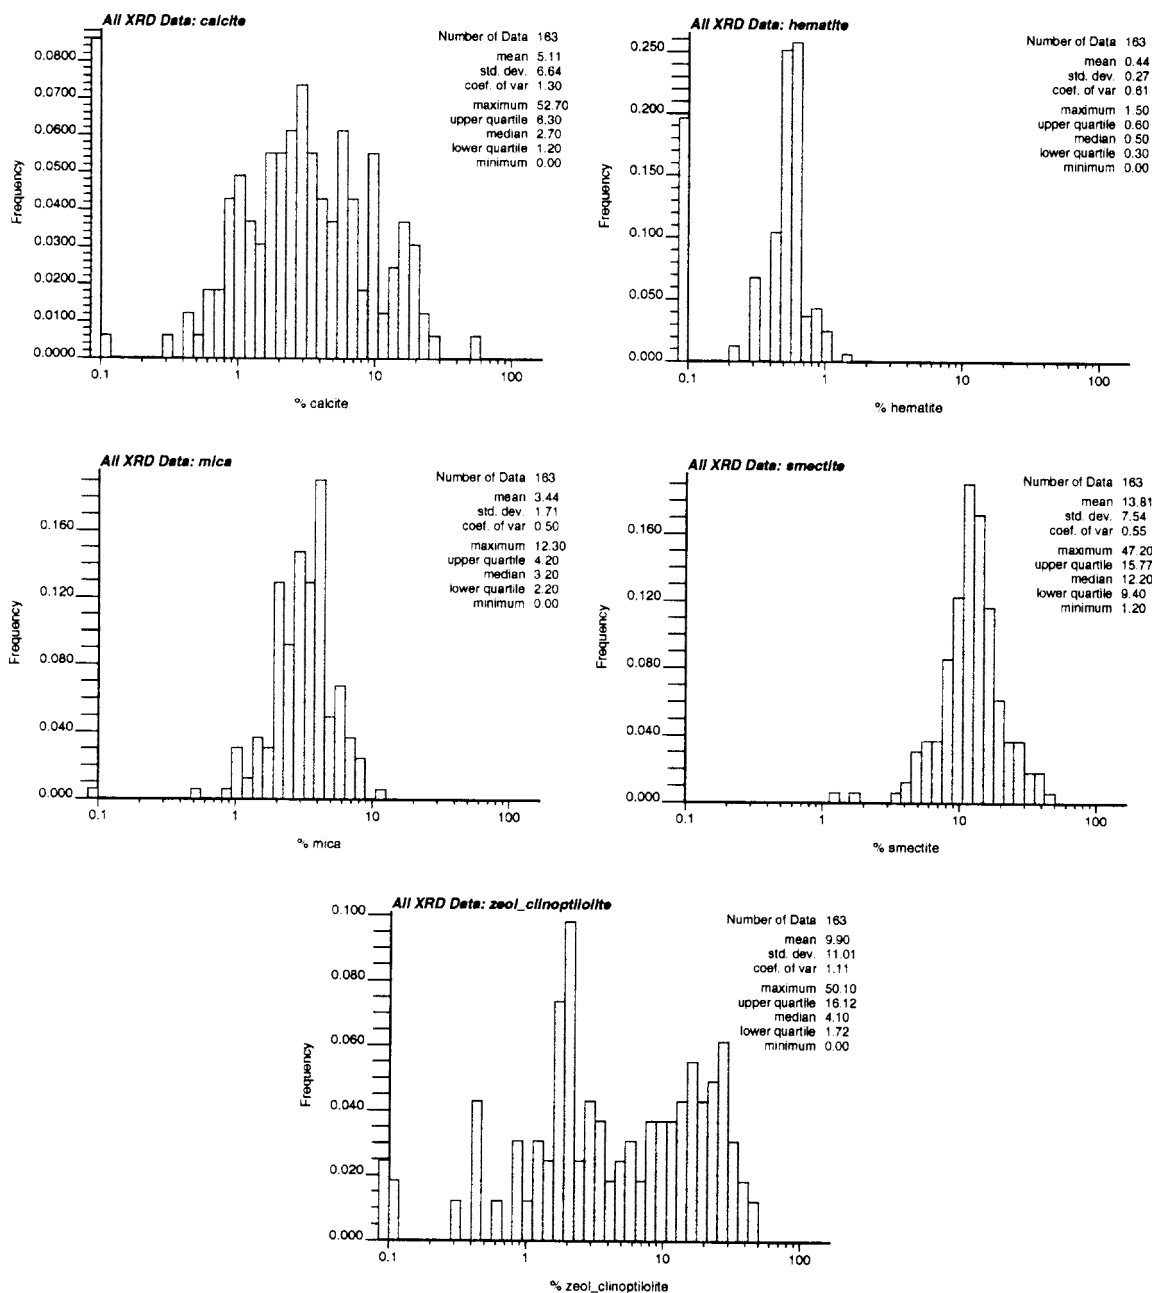 All XRD Data: calcite
Number of Data 163
mean 5.11
std. dev. 6.64
coef. of var 1.30
maximum 52.70
upper quartile 6.30
median 2.70
lower quartile 1.20
minimum 0.00
Frequency
0.0800
0.0700
0.0600
0.0500
0.0400
0.0300
0.0200
0.0100
0.0000
0.1 1 10 100
% calcite
All XRD Data: hematite
Number of Data 163
mean 0.44
std. dev. 0.27
coef. of var 0.61
maximum 1.50
upper quartile 0.60
median 0.50
lower quartile 0.30
minimum 0.00
Frequency
0.250
0.200
0.150
0.100
0.050
0.000
0.1 1 10 100
% hematite
All XRD Data: mica
Number of Data 163
mean 3.44
std. dev. 1.71
coef. of var 0.50
maximum 12.30
upper quartile 4.20
median 3.20
lower quartile 2.20
minimum 0.00
Frequency
0.160
0.120
0.080
0.040
0.000
0.1 1 10 100
% mica
All XRD Data: smectite
Number of Data 163
mean 13.81
std. dev. 7.54
coef. of var 0.55
maximum 47.20
upper quartile 15.77
median 12.20
lower quartile 9.40
minimum 1.20
Frequency
0.160
0.120
0.080
0.040
0.000
0.1 1 10 100
% smectite
All XRD Data: zeol_clinoptilolite
Number of Data 163
mean 9.90
std. dev. 11.01
coef. of var 1.11
maximum 50.10
upper quartile 16.12
median 4.10
lower quartile 1.72
minimum 0.00
Frequency
0.100
0.080
0.060
0.040
0.020
0.000
0.1 1 10 100
% zeol_clinoptilolite